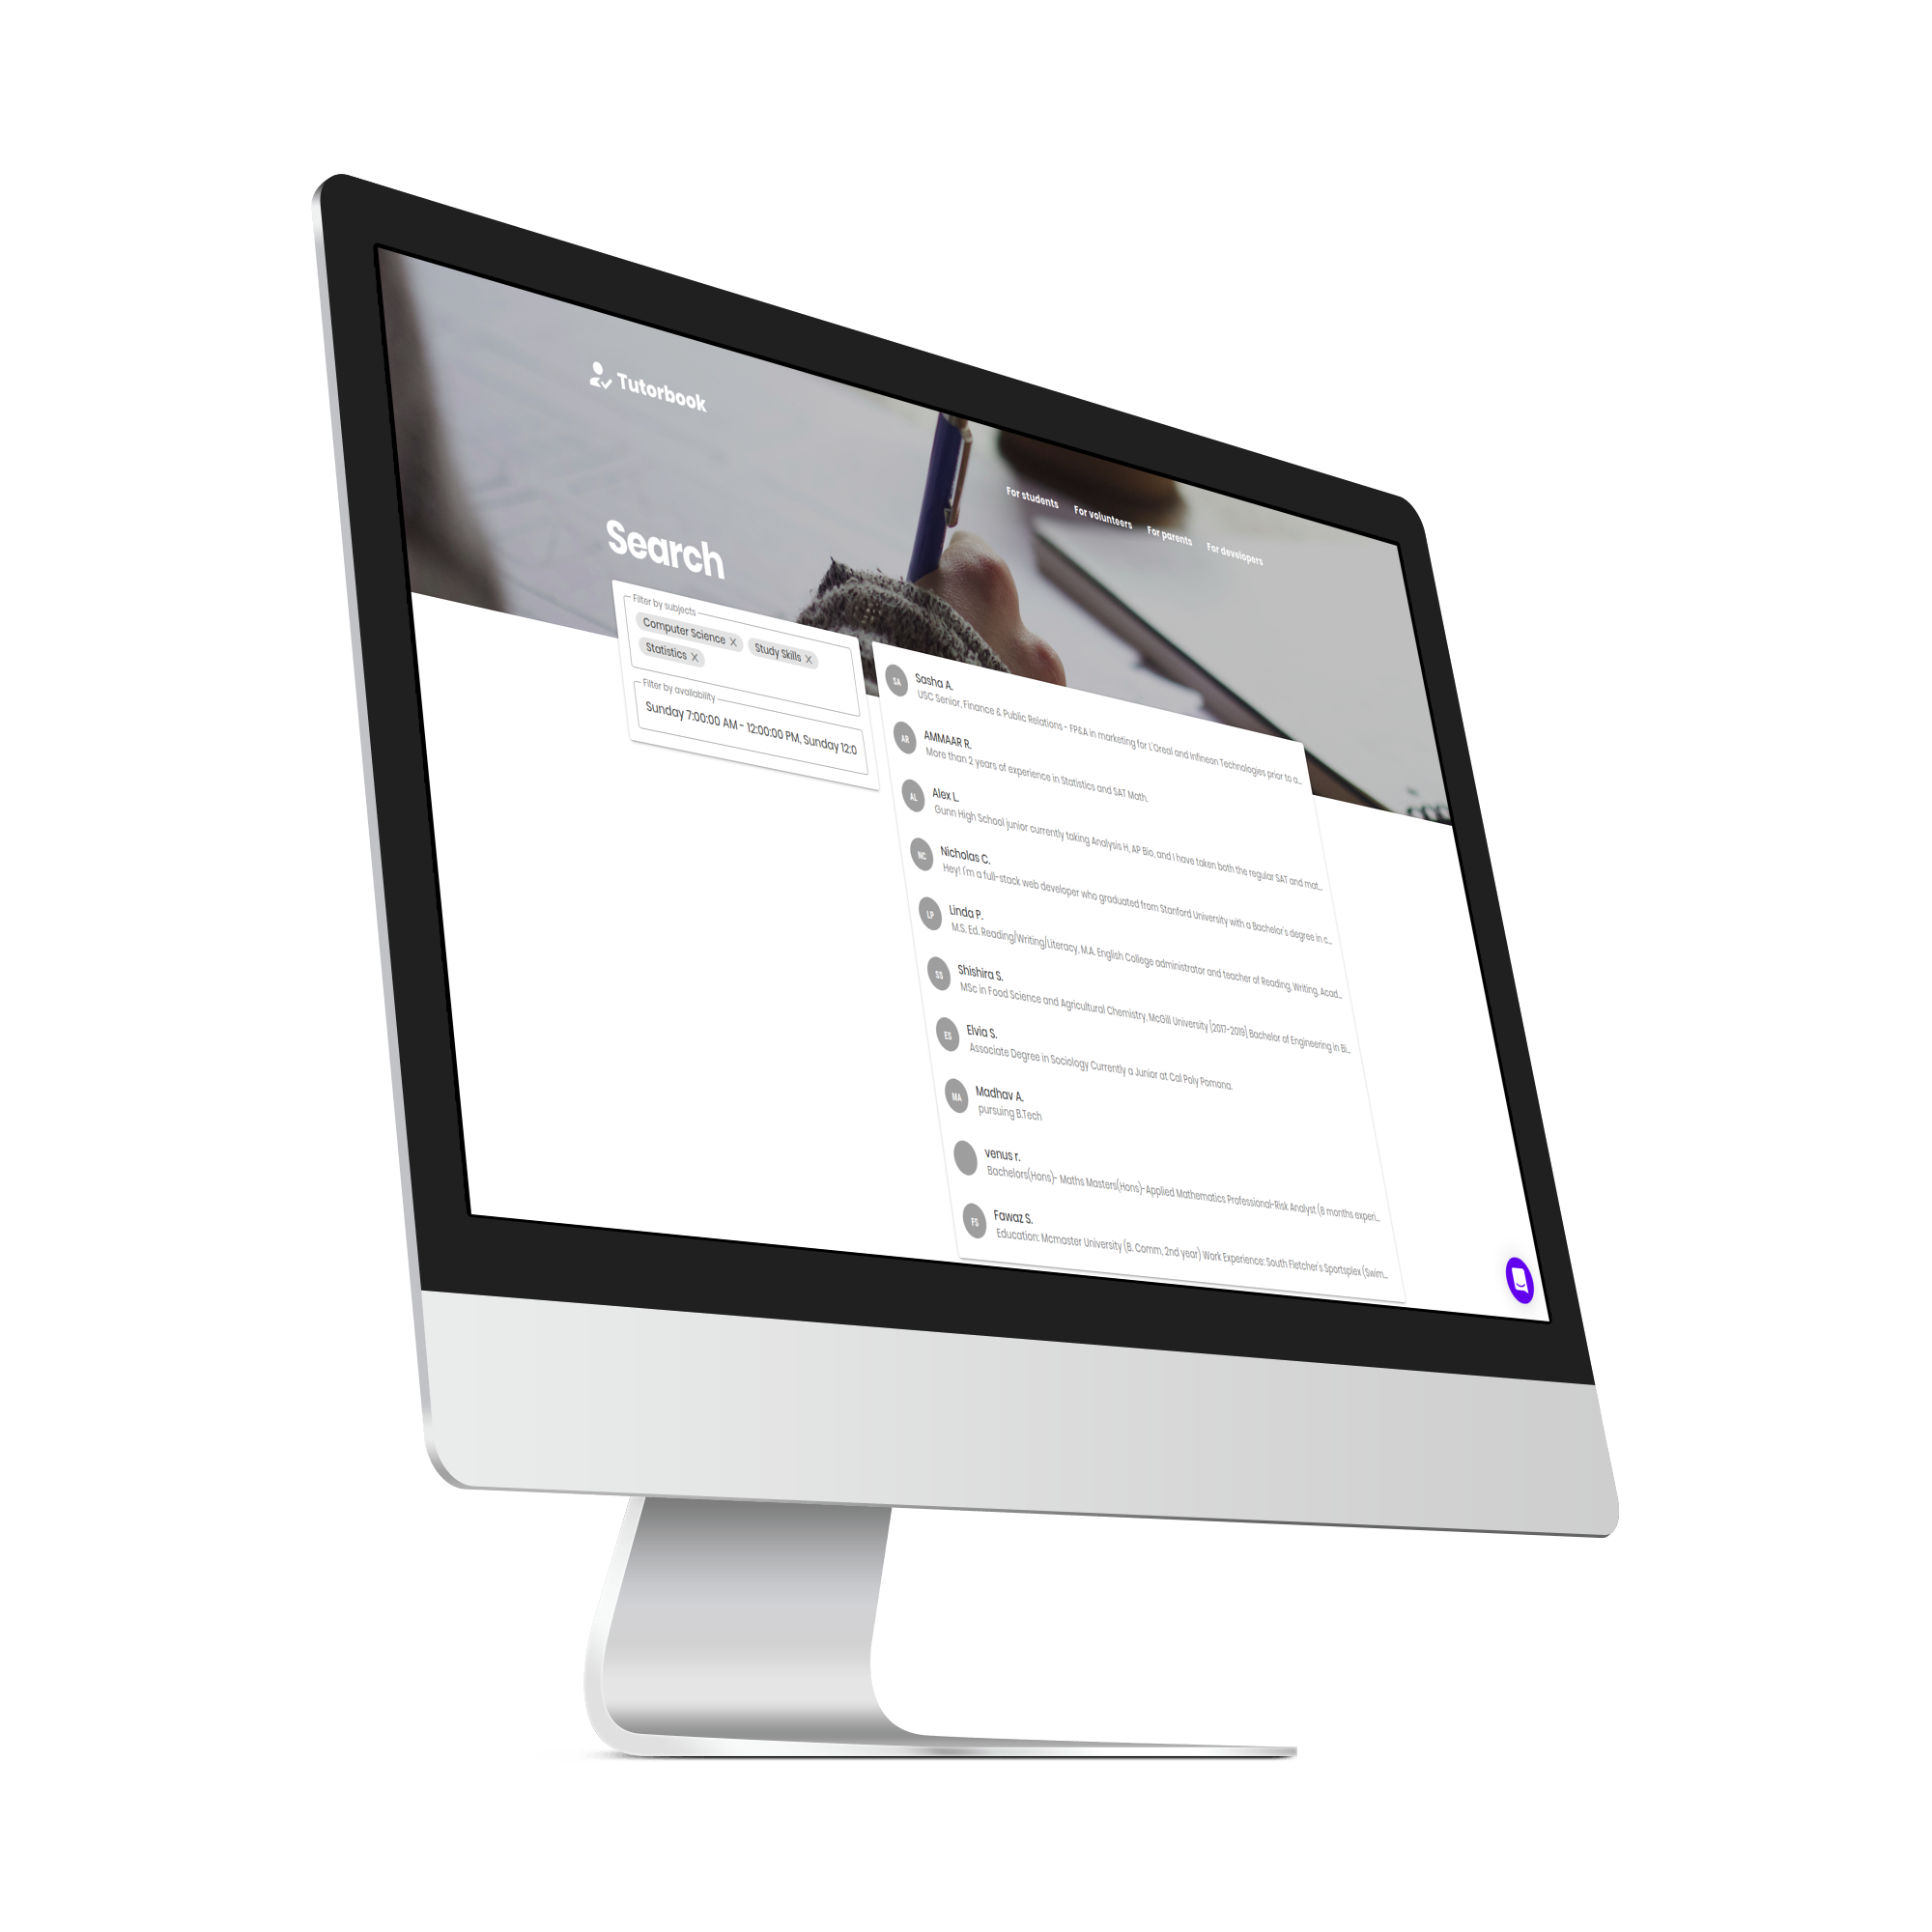 Tutorbook
For students For volunteers For parents For developers
Search
Filter by subjects
Computer Science X Study Skills X
Statistics X
Filter by availability
Sunday 7:00:00 AM - 12:00:00 PM, Sunday 12:0
SA
Sasha A.
USC Senior, Finance & Public Relations - FP&A in marketing for L'Oreal and Infineon Technologies prior to a...
AR
AMMAAR R.
More than 2 years of experience in Statistics and SAT Math.
AL
Alex L.
Gunn High School junior currently taking Analysis H, AP Bio, and I have taken both the regular SAT and mat...
NC
Nicholas C.
Hey! I'm a full-stack web developer who graduated from Stanford University with a Bachelor's degree in c...
LP
Linda P.
M.S. Ed. Reading/Writing/Literacy, M.A. English College administrator and teacher of Reading, Writing, Acad...
SS
Shishira S.
MSc in Food Science and Agricultural Chemistry, McGill University (2017-2019) Bachelor of Engineering in Bi...
ES
Elvia S.
Associate Degree in Sociology Currently a Junior at Cal Poly Pomona.
MA
Madhav A.
pursuing B.Tech
venus r.
Bachelors(Hons)- Maths Masters(Hons)-Applied Mathematics Professional-Risk Analyst (8 months experi...
FS
Fawaz S.
Education: Mcmaster University (B. Comm, 2nd year) Work Experience: South Fletcher's Sportsplex (Swim...